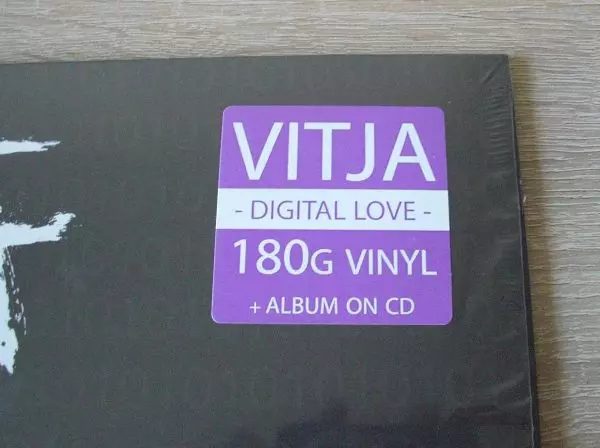 VITJA
- DIGITAL LOVE -
180G VINYL
+ ALBUM ON CD